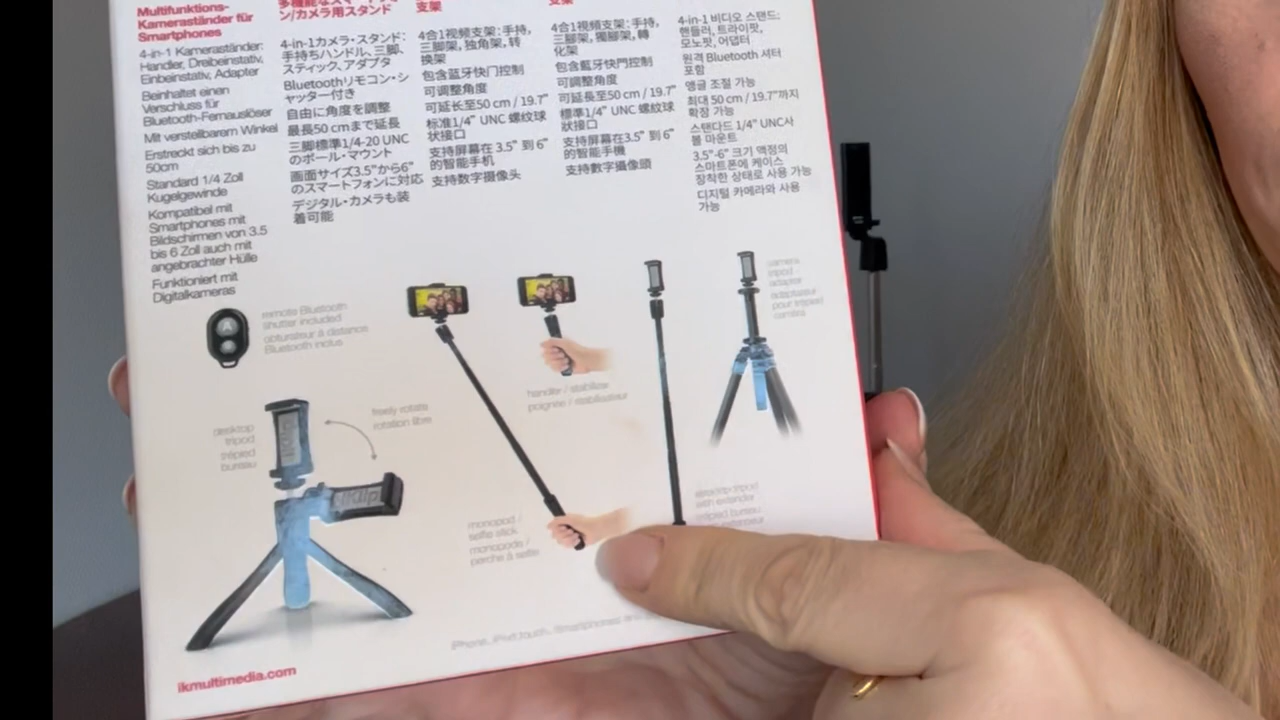 Multifunktions-
Kameraständer für
Smartphones
4-in-1 Kameraständer:
Handler, Dreibeinstativ,
Einbeinstativ, Adapter
Beinhaltet einen
Verschluss für
Bluetooth-Fernauslöser
Mit verstellbarem Winkel
Erstreckt sich bis zu
50cm
Standard 1/4 Zoll
Kugelgewinde
Kompatibel mit
Smartphones mit
Bildschirmen von 3.5
bis 6 Zoll auch mit
angebrachter Hülle
Funktioniert mit
Digitalkameras
ン/カメラ用スタンド
4-in-1カメラ・スタンド:
手持ちハンドル、三脚、
スティック、アダプタ
Bluetoothリモコン・シ
ャッター付き
自由に角度を調整
最長50 cmまで延長
三脚標準1/4-20 UNC
のボール・マウント
画面サイズ3.5”から6”
のスマートフォンに対応
デジタル・カメラも装
着可能
支架
4合1视频支架: 手持,
三脚架, 独角架, 转
换架
包含蓝牙快门控制
可调整角度
可延长至50 cm / 19.7”
标准1/4” UNC 螺纹球
状接口
支持屏幕在 3.5” 到 6”
的智能手机
支持数字摄像头
4合1視頻支架: 手持,
三腳架, 獨腳架, 轉
化架
包含藍牙快門控制
可調整角度
可延長至50 cm / 19.7”
標準1/4” UNC 螺紋球
狀接口
支持屏幕在3.5” 到 6”
的智能手機
支持數字攝像頭
4-in-1 비디오 스탠드:
핸들러, 트라이팟,
모노팟, 어댑터
원격 Bluetooth 셔터
포함
앵글 조절 가능
최대 50 cm / 19.7”까지
확장 가능
스탠다드 1/4” UNC사
볼 마운트
3.5”-6” 크기 액정의
스마트폰에 케이스
장착한 상태로 사용 가능
디지털 카메라와 사용
가능
remote Bluetooth
shutter included
obturateur à distance
Bluetooth inclus
camera
tripod
adapter
adaptateur
pour trépied
caméra
handler / stabilizer
poignée / stabilisateur
freely rotate
rotation libre
desktop
tripod
trépied
bureau
iKlip
monopod /
selfie stick
monopode /
perche à selfie
desktop tripod
with extender
trépied bureau
iPhone, iPod touch, smartphones and
ikmultimedia.com